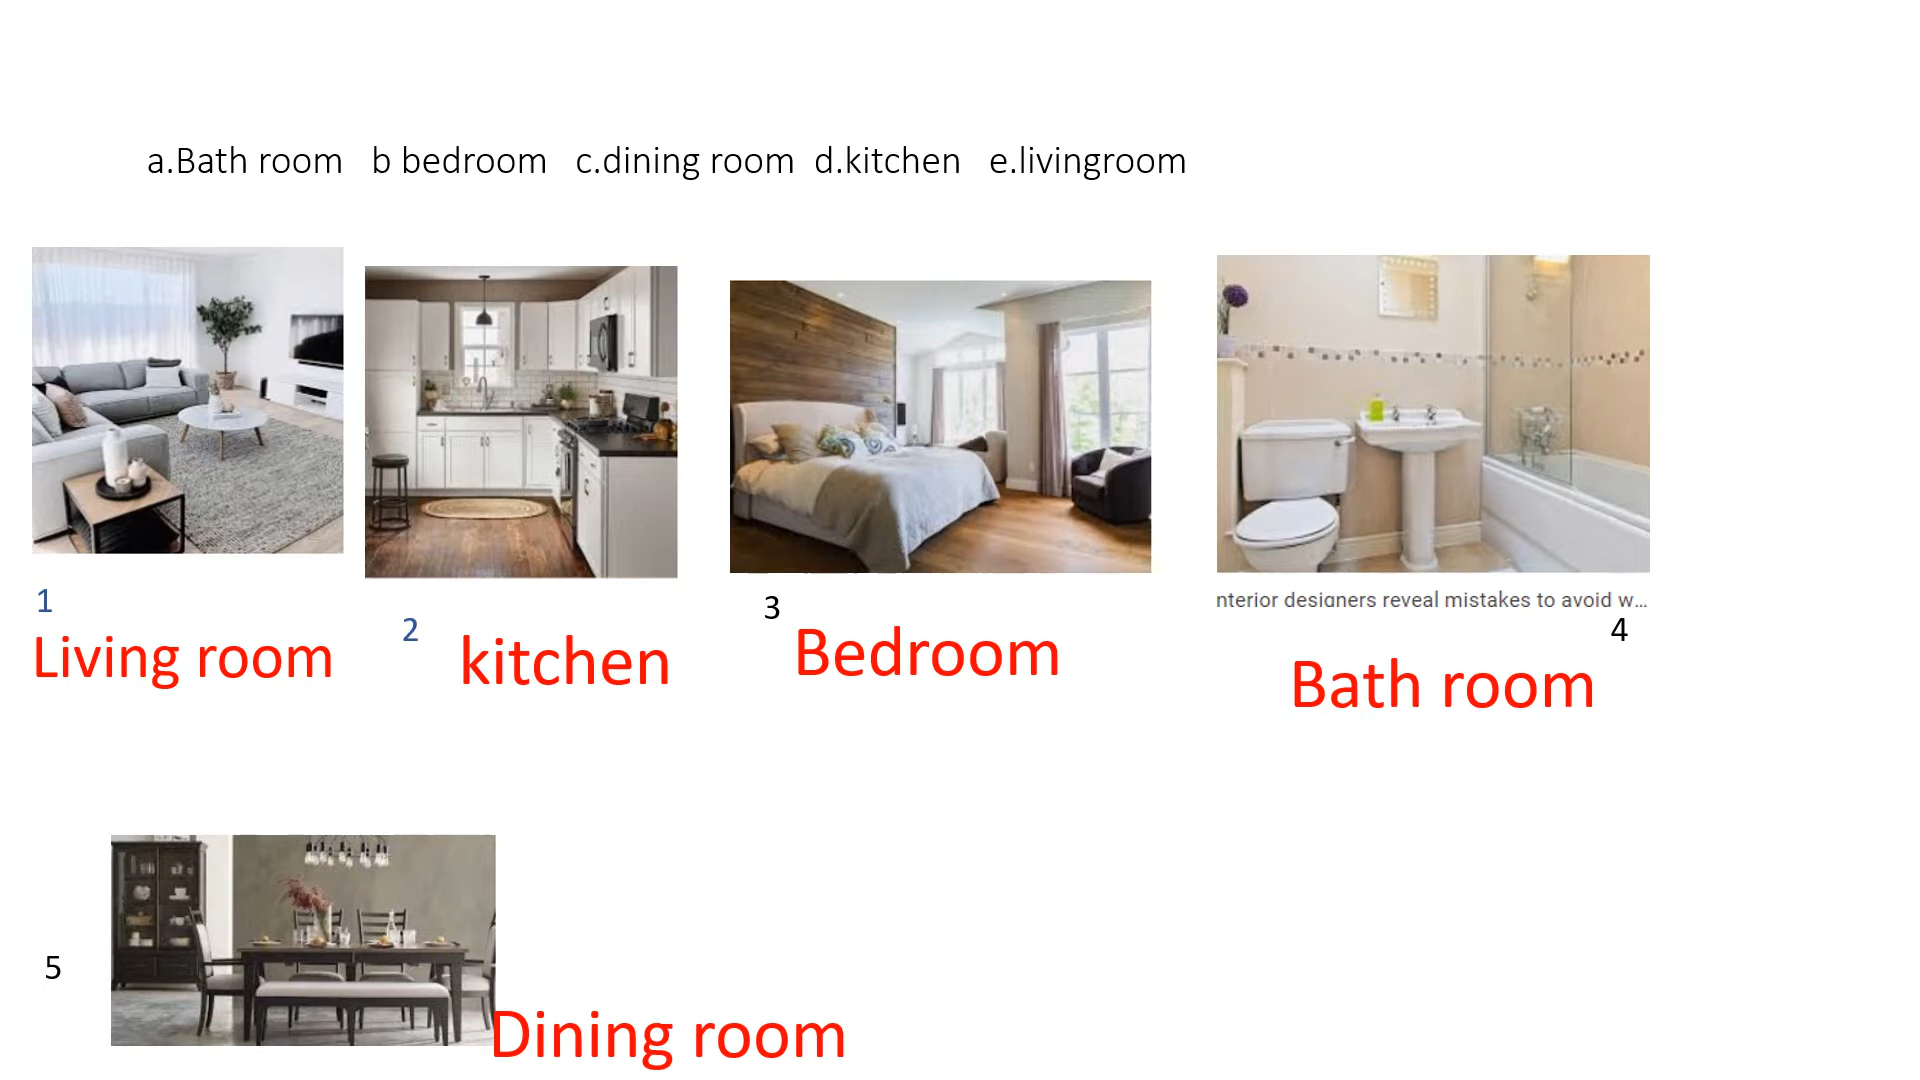 a.Bath room b bedroom c.dining room d.kitchen e.livingroom
1
Living room
2
kitchen
3
Bedroom
nterior designers reveal mistakes to avoid w...
4
Bath room
5
Dining room